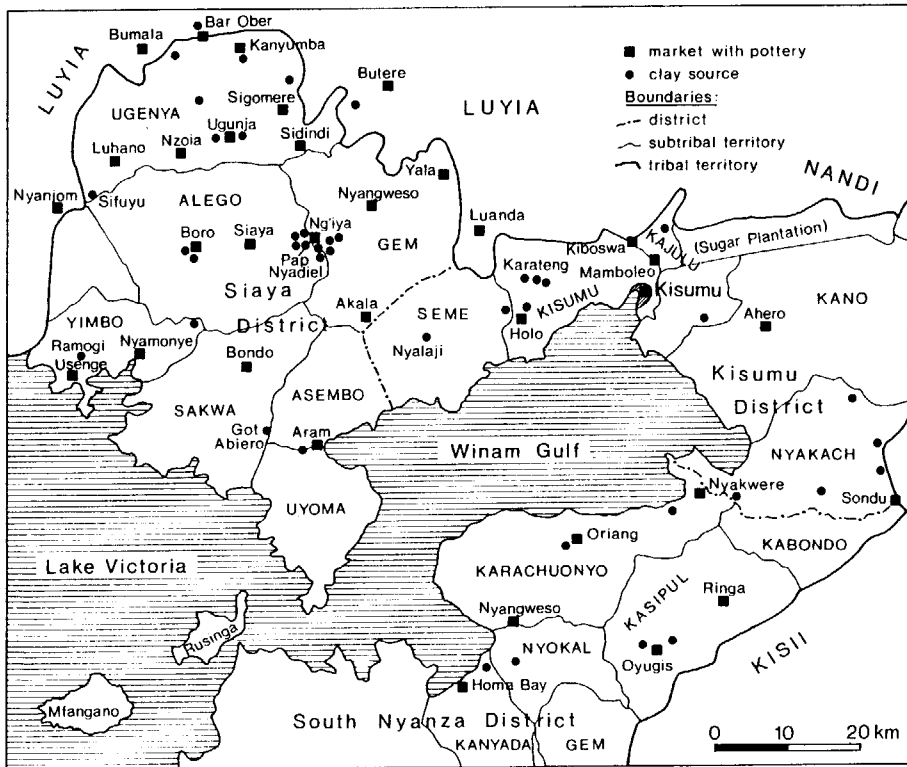 Bar Ober
Bumala
Kanyumba
market with pottery
clay source
Boundaries:
district
subtribal territory
tribal territory
LUYIA
Butere
LUYIA
UGENYA
Sigomere
Ugunja
Nzoia
Sidindi
Luhano
Yala
NANDI
Nyanjom
Sifuyu
ALEGO
Nyangweso
Luanda
Boro
Siaya
Ng'iya
GEM
Pap
Nyadiel
Kiboswa
KAJULU
(Sugar Plantation)
Karateng
Mamboleo
Siaya
District
Akala
SEME
KISUMU
Kisumu
KANO
Holo
Ahero
YIMBO
Ramogi
Usenge
Nyamonye
Bondo
Nyalaji
Kisumu
District
SAKWA
ASEMBO
Got
Abiero
Aram
Winam Gulf
NYAKACH
Nyakwere
Sondu
UYOMA
Oriang
KABONDO
Lake Victoria
KARACHUONYO
KASIPUL
Ringa
Rusinga
Nyangweso
NYOKAL
Oyugis
KISII
Homa Bay
Mfangano
South Nyanza District
KANYADA
GEM
0 10 20 km